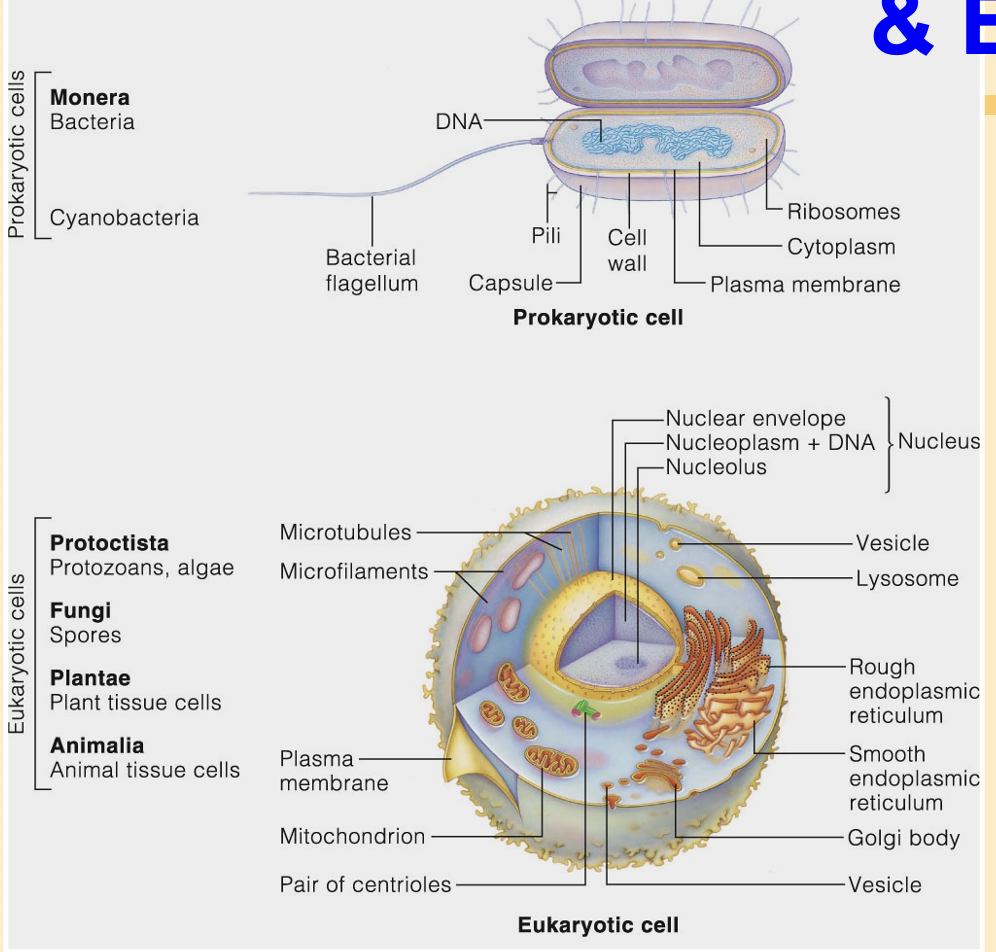 & E
Prokaryotic cells
Monera
Bacteria
Cyanobacteria
DNA
Bacterial
flagellum
Pili
Capsule
Cell
wall
Ribosomes
Cytoplasm
Plasma membrane
Prokaryotic cell
Eukaryotic cells
Protoctista
Protozoans, algae
Fungi
Spores
Plantae
Plant tissue cells
Animalia
Animal tissue cells
Nuclear envelope
Nucleoplasm + DNA
Nucleolus
Nucleus
Microtubules
Microfilaments
Plasma
membrane
Mitochondrion
Pair of centrioles
Vesicle
Lysosome
Rough
endoplasmic
reticulum
Smooth
endoplasmic
reticulum
Golgi body
Vesicle
Eukaryotic cell